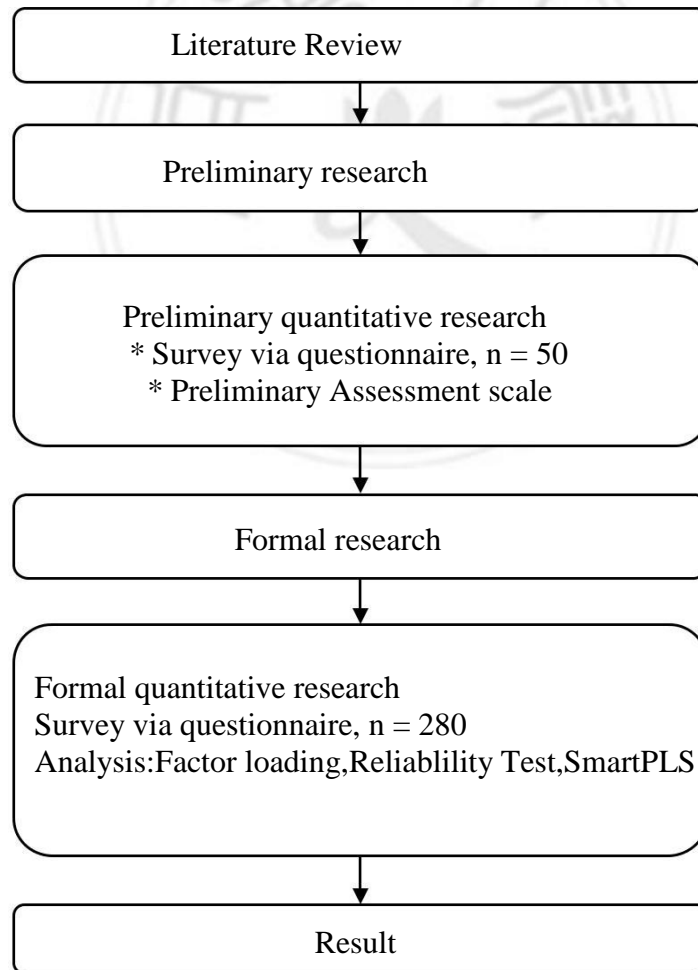 Literature Review
Preliminary research
Preliminary quantitative research
* Survey via questionnaire, n = 50
* Preliminary Assessment scale
Formal research
Formal quantitative research
Survey via questionnaire, n = 280
Analysis:Factor loading,Reliablility Test,SmartPLS
Result